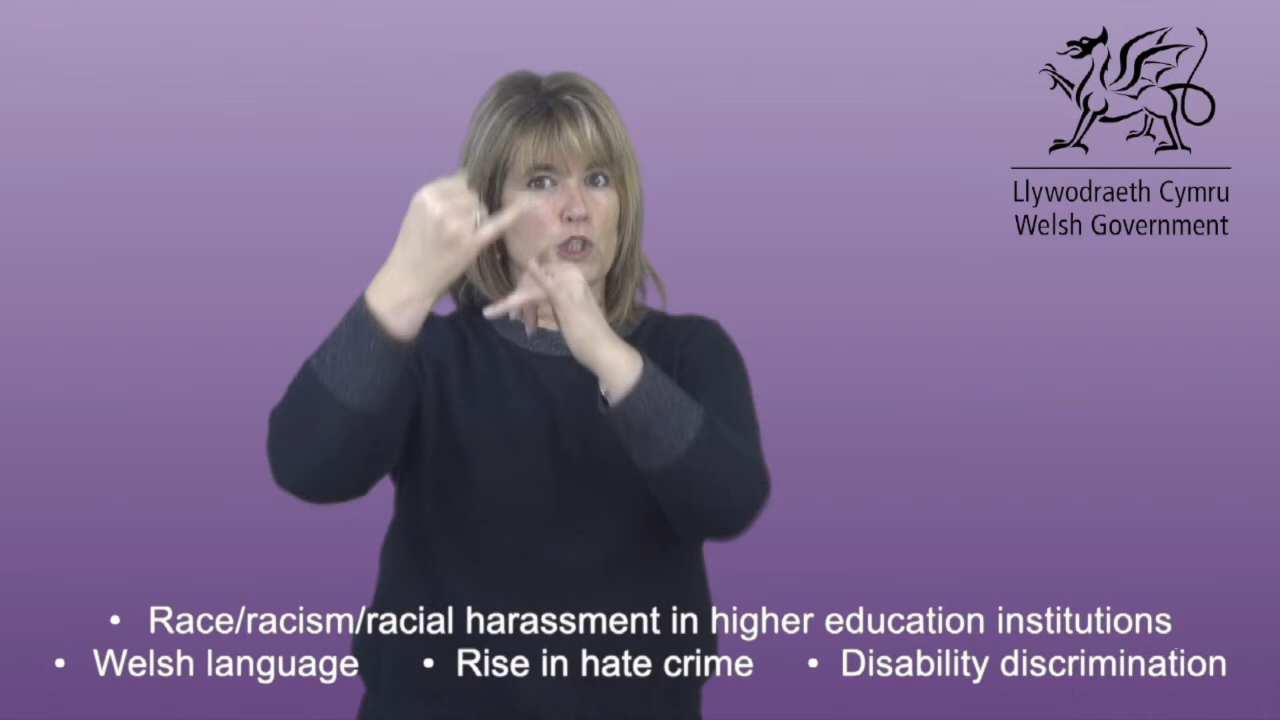 Llywodraeth Cymru
Welsh Government
• Race/racism/racial harassment in higher education institutions
• Welsh language • Rise in hate crime • Disability discrimination